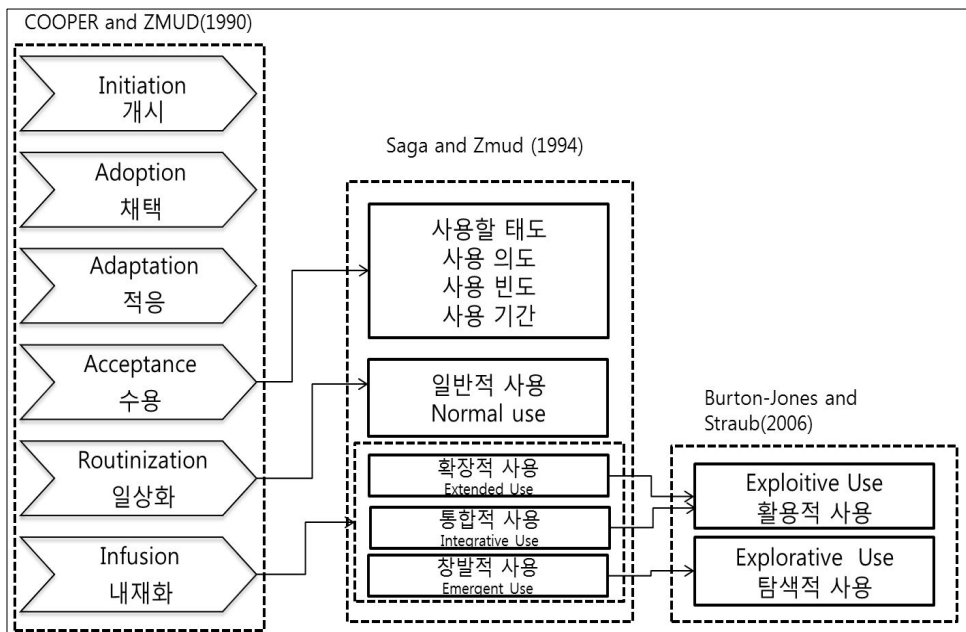 COOPER and ZMUD(1990)
Initiation
개시
Adoption
채택
Adaptation
적응
Acceptance
수용
Routinization
일상화
Infusion
내재화
Saga and Zmud (1994)
사용할 태도
사용 의도
사용 빈도
사용 기간
일반적 사용
Normal use
확장적 사용
Extended Use
통합적 사용
Integrative Use
창발적 사용
Emergent Use
Burton-Jones and
Straub(2006)
Exploitive Use
활용적 사용
Explorative Use
탐색적 사용